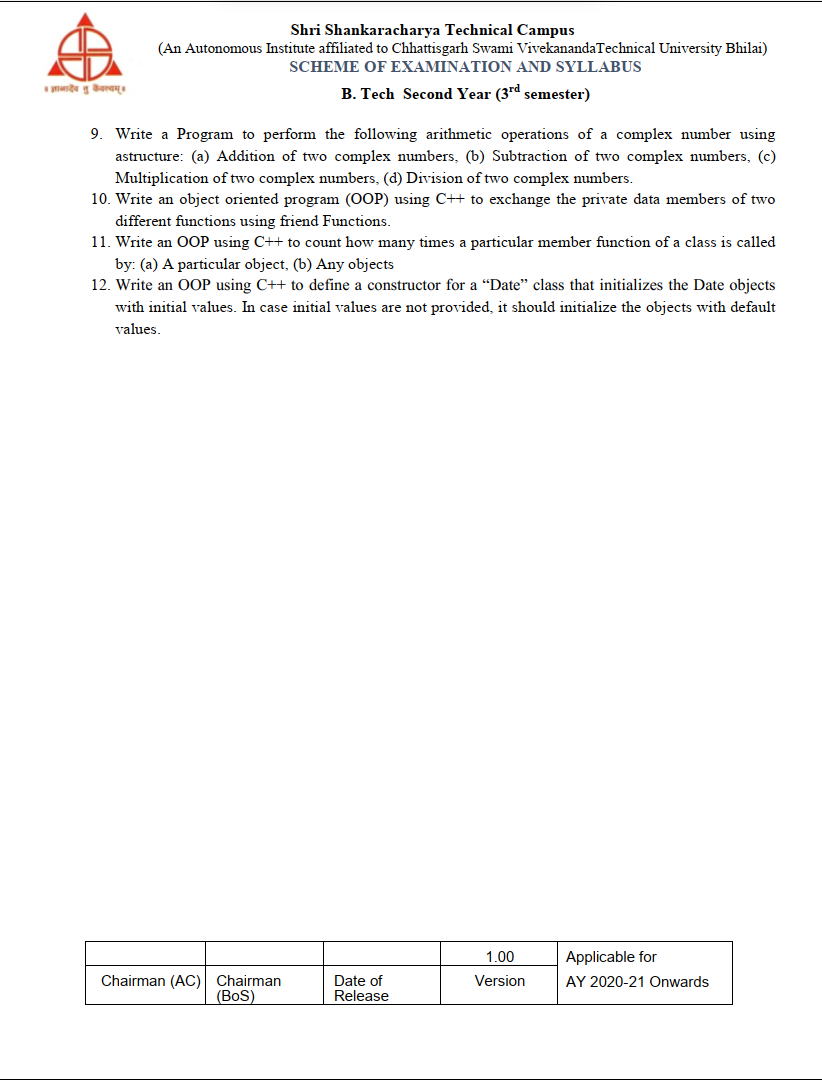 Shri Shankaracharya Technical Campus
(An Autonomous Institute affiliated to Chhattisgarh Swami VivekanandaTechnical University Bhilai)
SCHEME OF EXAMINATION AND SYLLABUS
B. Tech Second Year (3rd semester)
॥ ज्ञानादेव तु कैवल्यम् ॥
9. Write a Program to perform the following arithmetic operations of a complex number using
astructure: (a) Addition of two complex numbers, (b) Subtraction of two complex numbers, (c)
Multiplication of two complex numbers, (d) Division of two complex numbers.
10. Write an object oriented program (OOP) using C++ to exchange the private data members of two
different functions using friend Functions.
11. Write an OOP using C++ to count how many times a particular member function of a class is called
by: (a) A particular object, (b) Any objects
12. Write an OOP using C++ to define a constructor for a “Date” class that initializes the Date objects
with initial values. In case initial values are not provided, it should initialize the objects with default
values.
1.00
Applicable for
Chairman (AC)
Chairman
(BoS)
Date of
Release
Version
AY 2020-21 Onwards